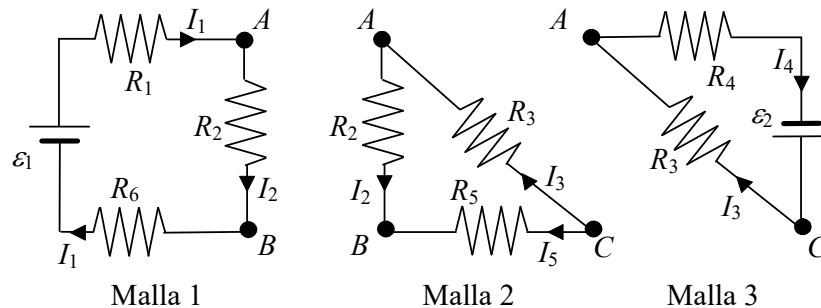 I1 A
R1
R2
ε1
I2
R6
I1 B
Malla 1
A
R2
R3
I2
R5
I3
B
I5
C
Malla 2
A
R4
I4
ε2
R3
I3
C
Malla 3